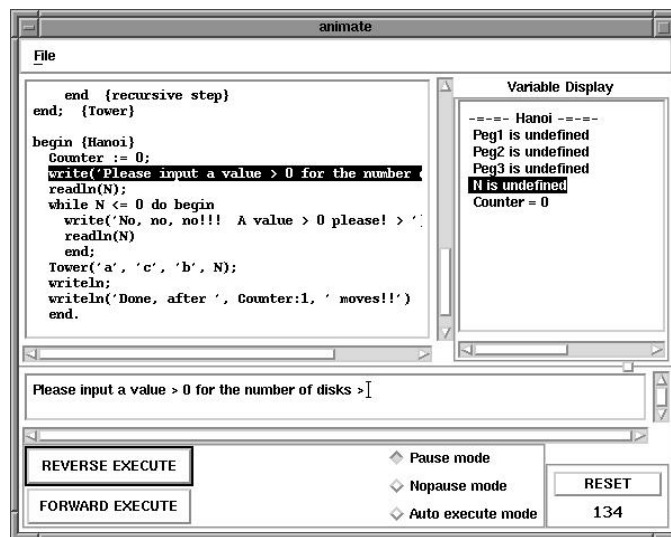 animate
File
end {recursive step}
end; {Tower}
begin {Hanoi}
Counter := 0;
write('Please input a value > 0 for the number
readln(N);
while N <= 0 do begin
write('No, no, no!!! A value > 0 please! > '
readln(N)
end;
Tower('a', 'c', 'b', N);
writeln;
writeln('Done, after ', Counter:1, ' moves!!')
end.
Variable Display
-=-=- Hanoi -=-=-
Peg1 is undefined
Peg2 is undefined
Peg3 is undefined
N is undefined
Counter = 0
Please input a value > 0 for the number of disks >
REVERSE EXECUTE
FORWARD EXECUTE
Pause mode
Nopause mode
Auto execute mode
RESET
134